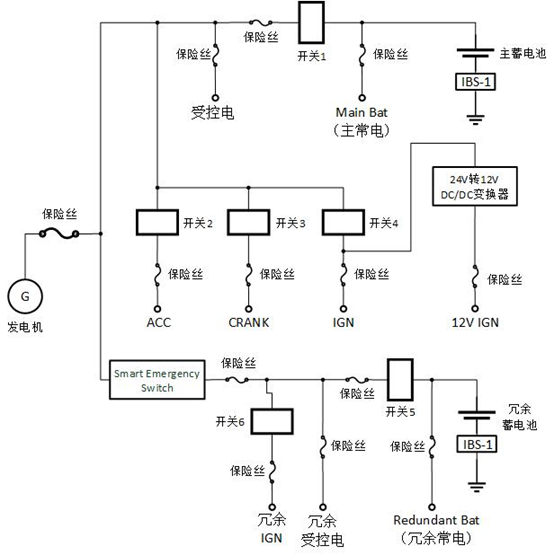 保险丝
保险丝
开关1
保险丝
主蓄电池
IBS-1
受控电
Main Bat
（主常电）
24V转12V
DC/DC变换器
保险丝
开关2
开关3
开关4
保险丝
保险丝
保险丝
保险丝
G
发电机
ACC
CRANK
IGN
12V IGN
Smart Emergency
Switch
保险丝
保险丝
开关5
冗余
蓄电池
开关6
IBS-1
保险丝
保险丝
保险丝
冗余
IGN
冗余
受控电
Redundant Bat
（冗余常电）